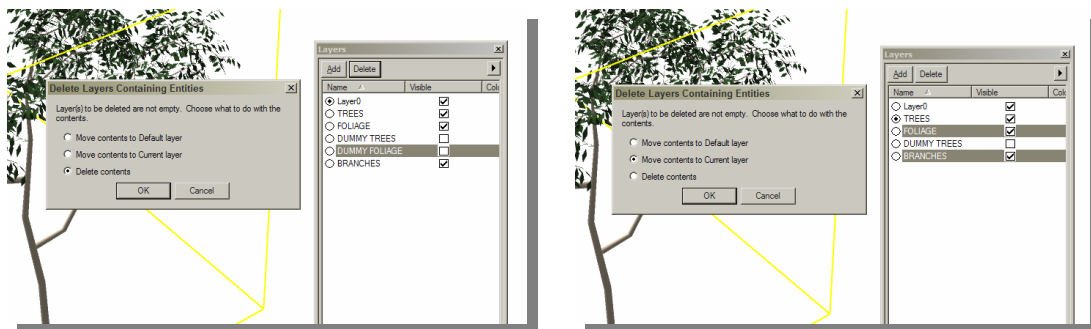 Layers
Add Delete
Name Visible Col
Layer0
TREES
FOLIAGE
DUMMY TREES
DUMMY FOLIAGE
BRANCHES
Delete Layers Containing Entities
Layer(s) to be deleted are not empty. Choose what to do with the
contents.
Move contents to Default layer
Move contents to Current layer
Delete contents
OK Cancel
Layers
Add Delete
Name Visible Colo
Layer0
TREES
FOLIAGE
DUMMY TREES
BRANCHES
Delete Layers Containing Entities
Layer(s) to be deleted are not empty. Choose what to do with the
contents.
Move contents to Default layer
Move contents to Current layer
Delete contents
OK Cancel